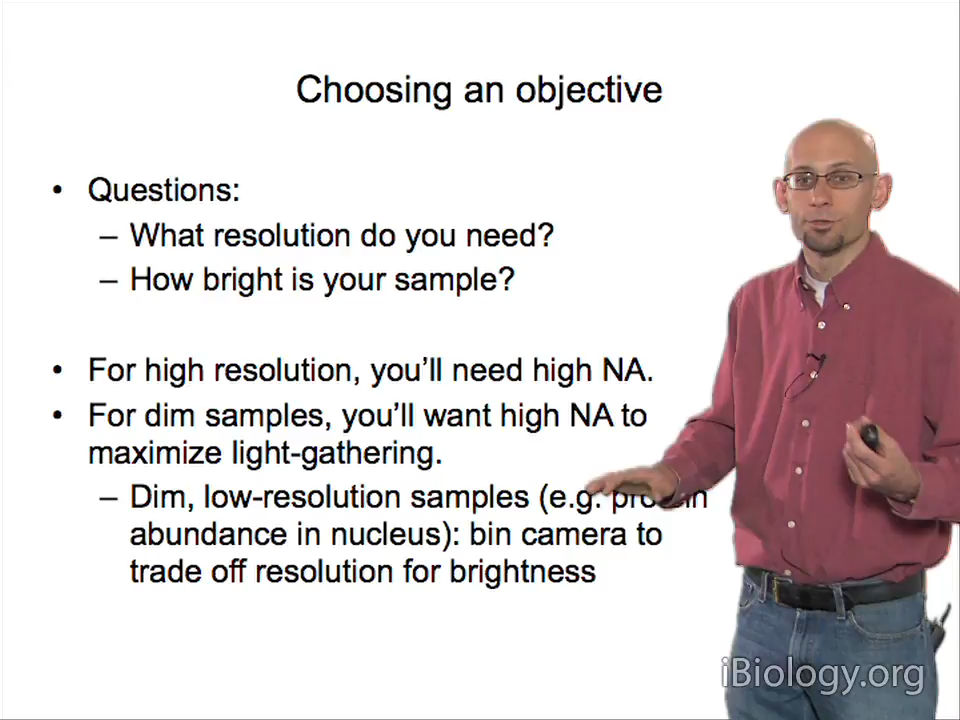 Choosing an objective
• Questions:
– What resolution do you need?
– How bright is your sample?
• For high resolution, you’ll need high NA.
• For dim samples, you’ll want high NA to
maximize light-gathering.
– Dim, low-resolution samples (e.g. protein
abundance in nucleus): bin camera to
trade off resolution for brightness
iBiology.org